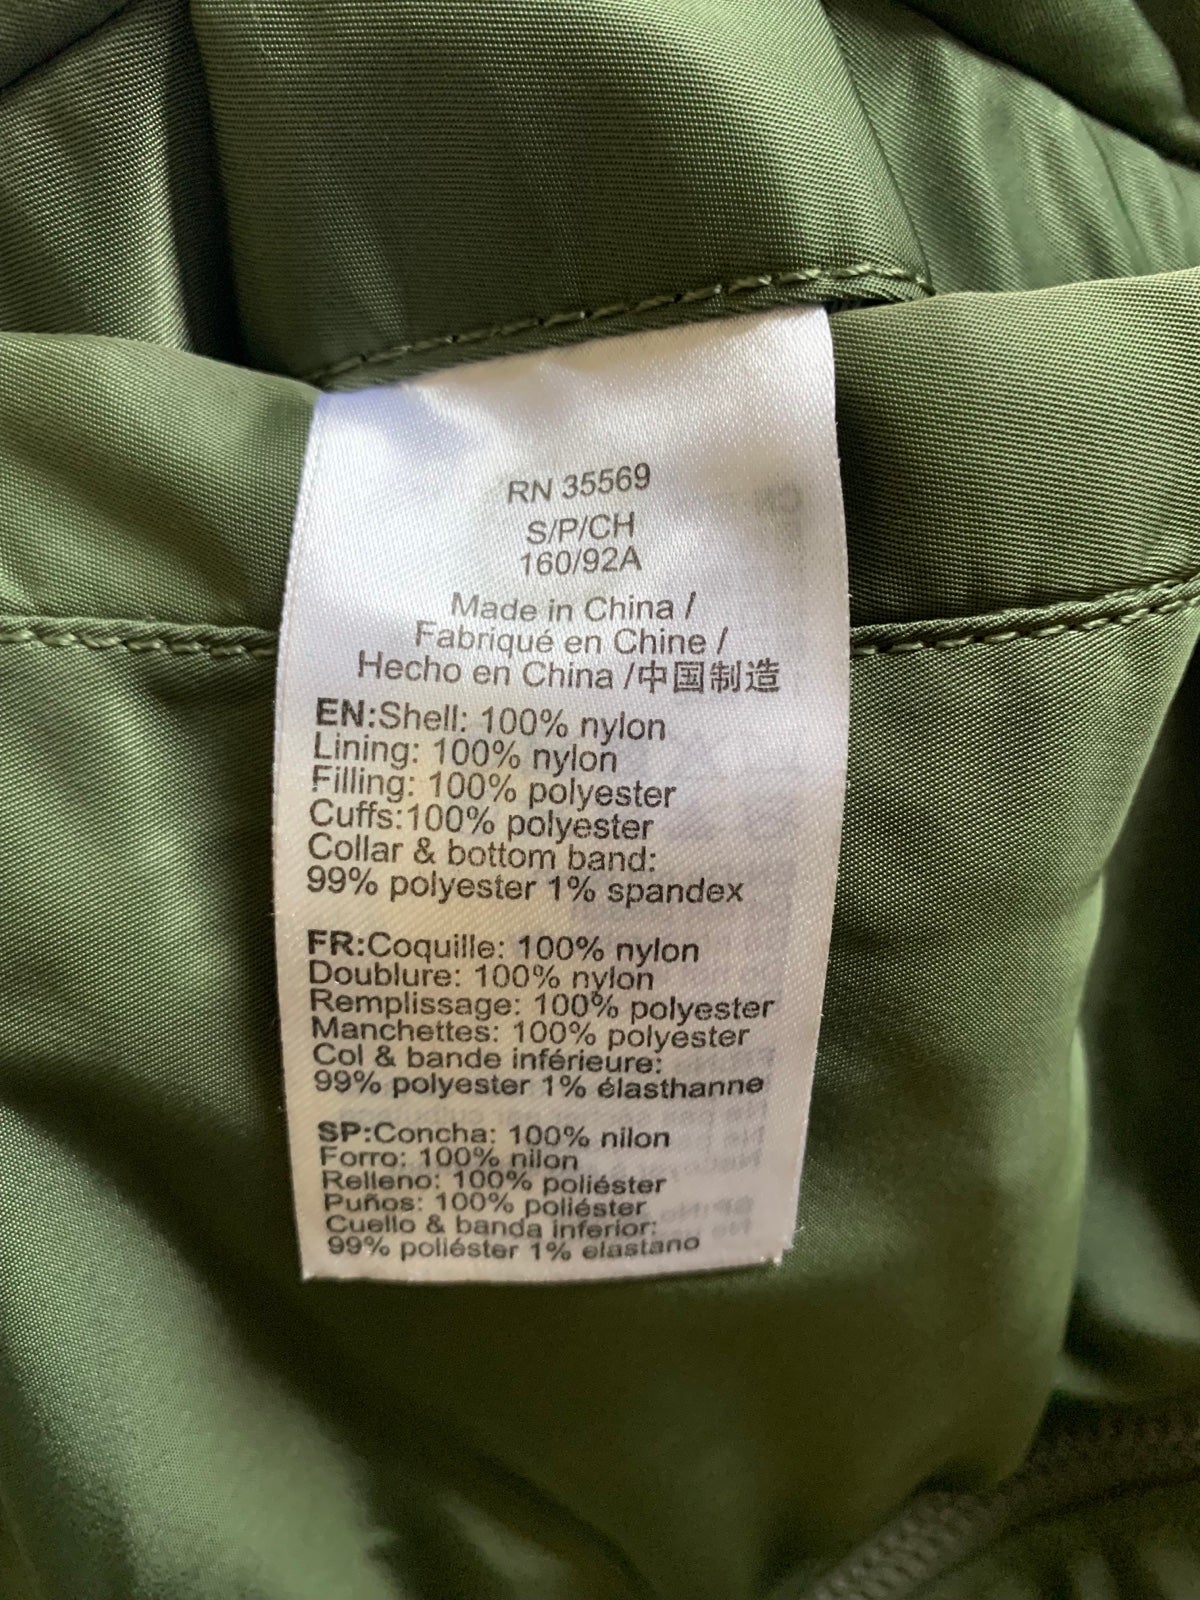 RN 35569
S/P/CH
160/92A
Made in China /
Fabriqué en Chine /
Hecho en China /中国制造
EN:Shell: 100% nylon
Lining: 100% nylon
Filling: 100% polyester
Cuffs:100% polyester
Collar & bottom band:
99% polyester 1% spandex
FR:Coquille: 100% nylon
Doublure: 100% nylon
Remplissage: 100% polyester
Manchettes: 100% polyester
Col & bande inférieure:
99% polyester 1% élasthanne
SP:Concha: 100% nilon
Forro: 100% nilon
Relleno: 100% poliéster
Puños: 100% poliéster
Cuello & banda inferior:
99% poliéster 1% elastano